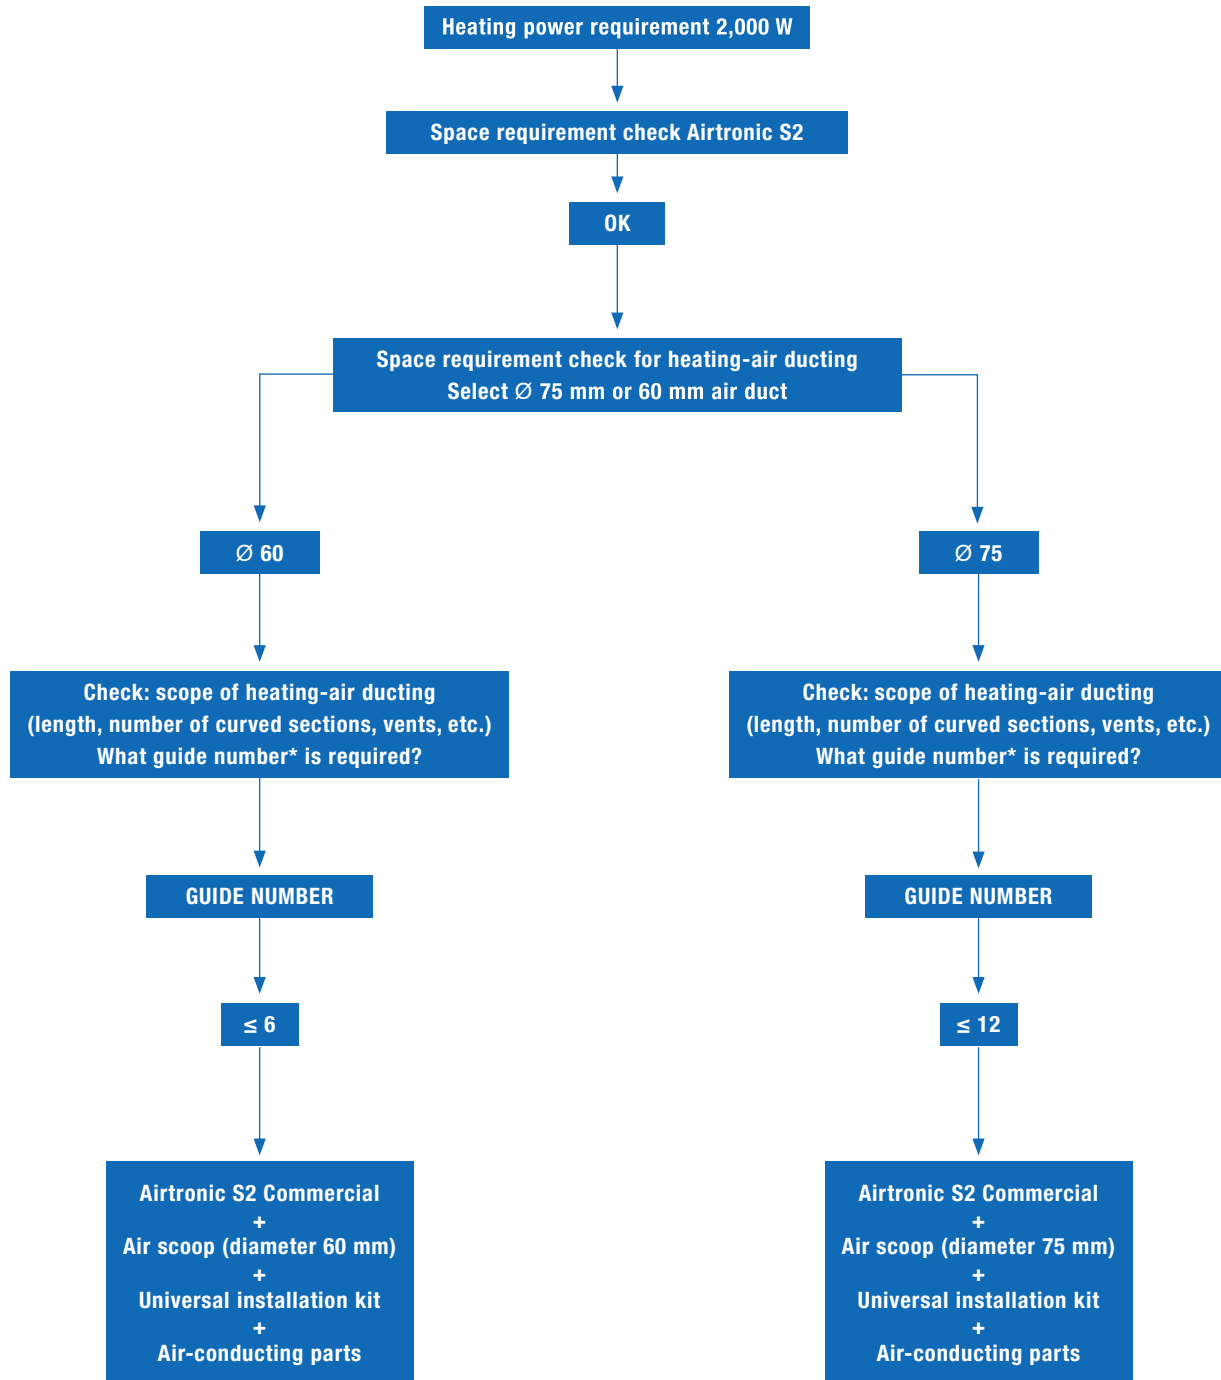 Heating power requirement 2,000 W
Space requirement check Airtronic S2
OK
Space requirement check for heating-air ducting
Select Ø 75 mm or 60 mm air duct
Ø 60
Check: scope of heating-air ducting
(length, number of curved sections, vents, etc.)
What guide number* is required?
GUIDE NUMBER
≤ 6
Airtronic S2 Commercial
+
Air scoop (diameter 60 mm)
+
Universal installation kit
+
Air-conducting parts
Ø 75
Check: scope of heating-air ducting
(length, number of curved sections, vents, etc.)
What guide number* is required?
GUIDE NUMBER
≤ 12
Airtronic S2 Commercial
+
Air scoop (diameter 75 mm)
+
Universal installation kit
+
Air-conducting parts